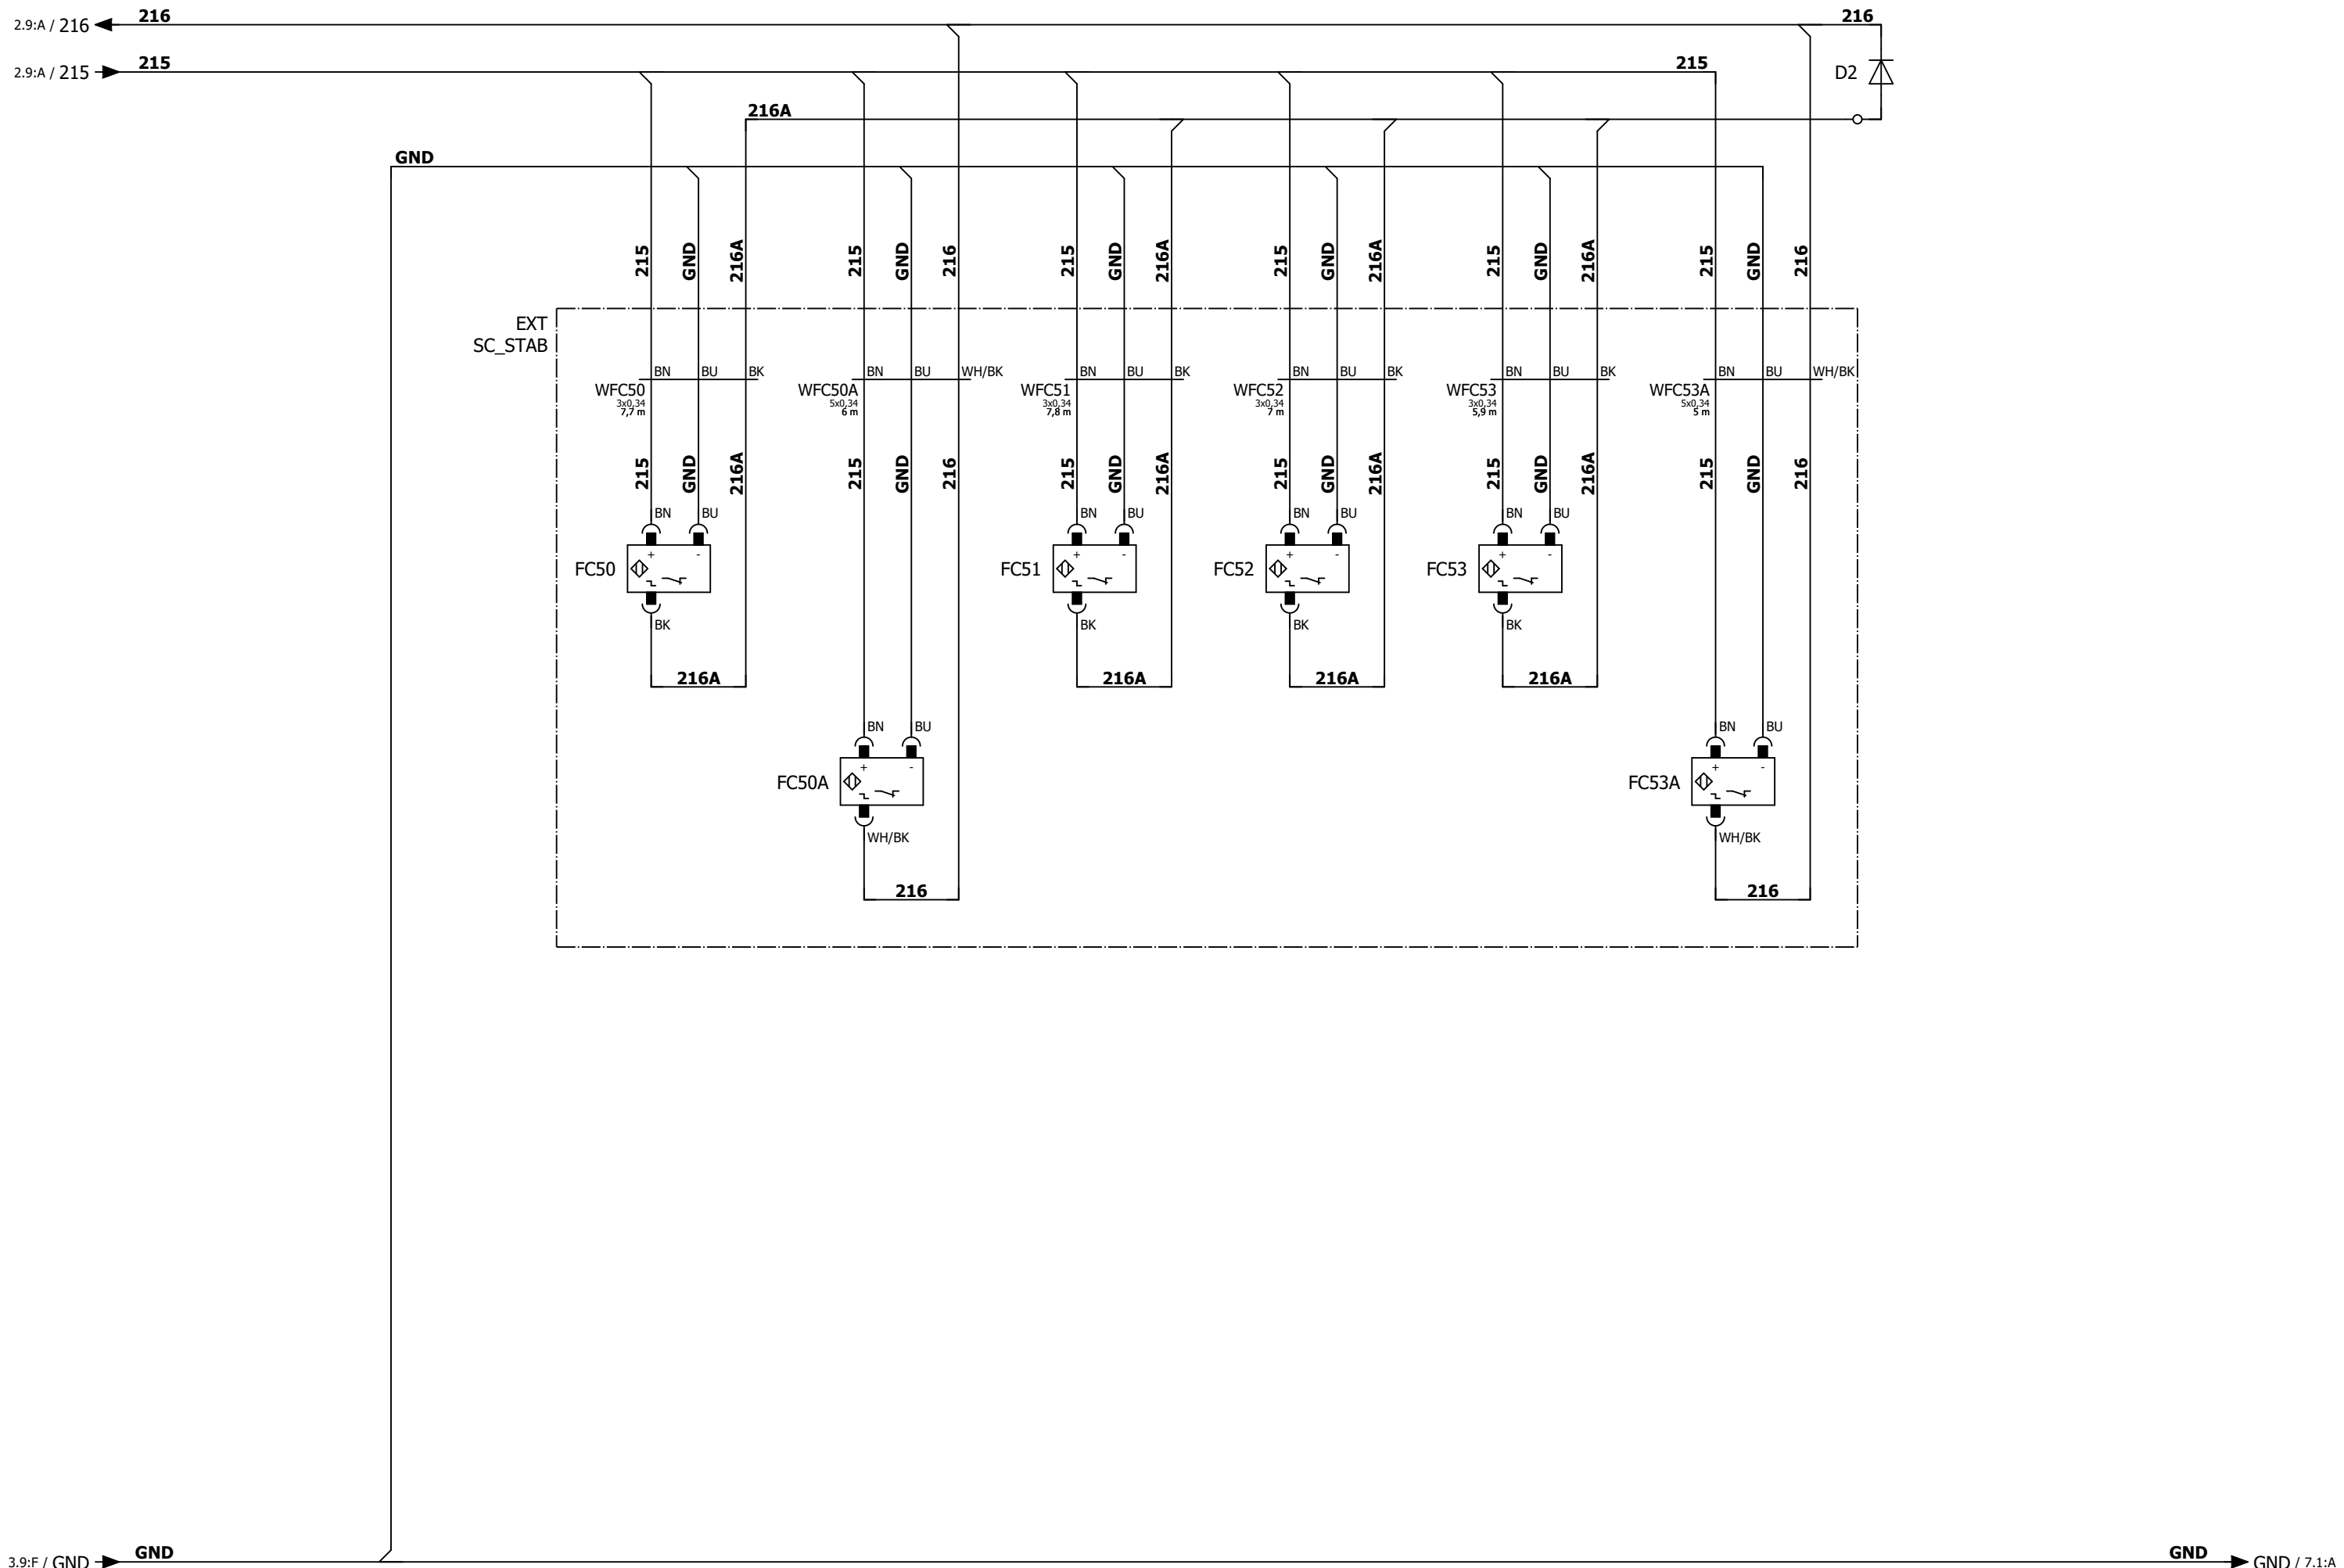 2.9:A / 216 216 216
2.9:A / 215 215 215
D2
216A
GND
215 GND 216A 215 GND 216 215 GND 216A 215 GND 216A 215 GND 216A 215 GND 216
EXT
SC_STAB
BN BU BK BN BU WH/BK BN BU BK BN BU BK BN BU BK BN BU WH/BK
WFC50 WFC50A WFC51 WFC52 WFC53 WFC53A
3x0,34 5x0,34 3x0,34 3x0,34 3x0,34 5x0,34
7,7 m 6 m 7,8 m 7 m 5,9 m 5 m
215 GND 216A 215 GND 216 215 GND 216A 215 GND 216A 215 GND 216A 215 GND 216
BN BU BN BU BN BU BN BU
+ - + - + - + -
FC50 FC51 FC52 FC53
BK BK BK BK
216A 216A 216A 216A
BN BU BN BU
+ - + -
FC50A FC53A
WH/BK WH/BK
216 216
3.9:F / GND GND GND GND / 7.1:A